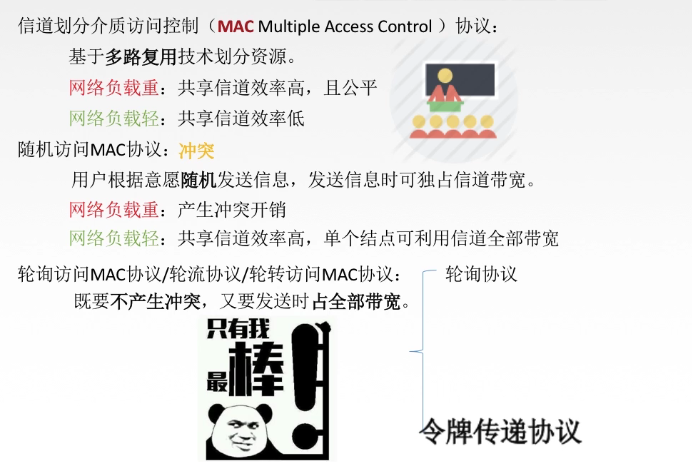 信道划分介质访问控制（MAC Multiple Access Control ）协议：
基于多路复用技术划分资源。
网络负载重：共享信道效率高，且公平
网络负载轻：共享信道效率低
随机访问MAC协议：冲突
用户根据意愿随机发送信息，发送信息时可独占信道带宽。
网络负载重：产生冲突开销
网络负载轻：共享信道效率高，单个结点可利用信道全部带宽
轮询访问MAC协议/轮流协议/轮转访问MAC协议：
轮询协议
既要不产生冲突，又要发送时占全部带宽。
只有我
最棒！
令牌传递协议